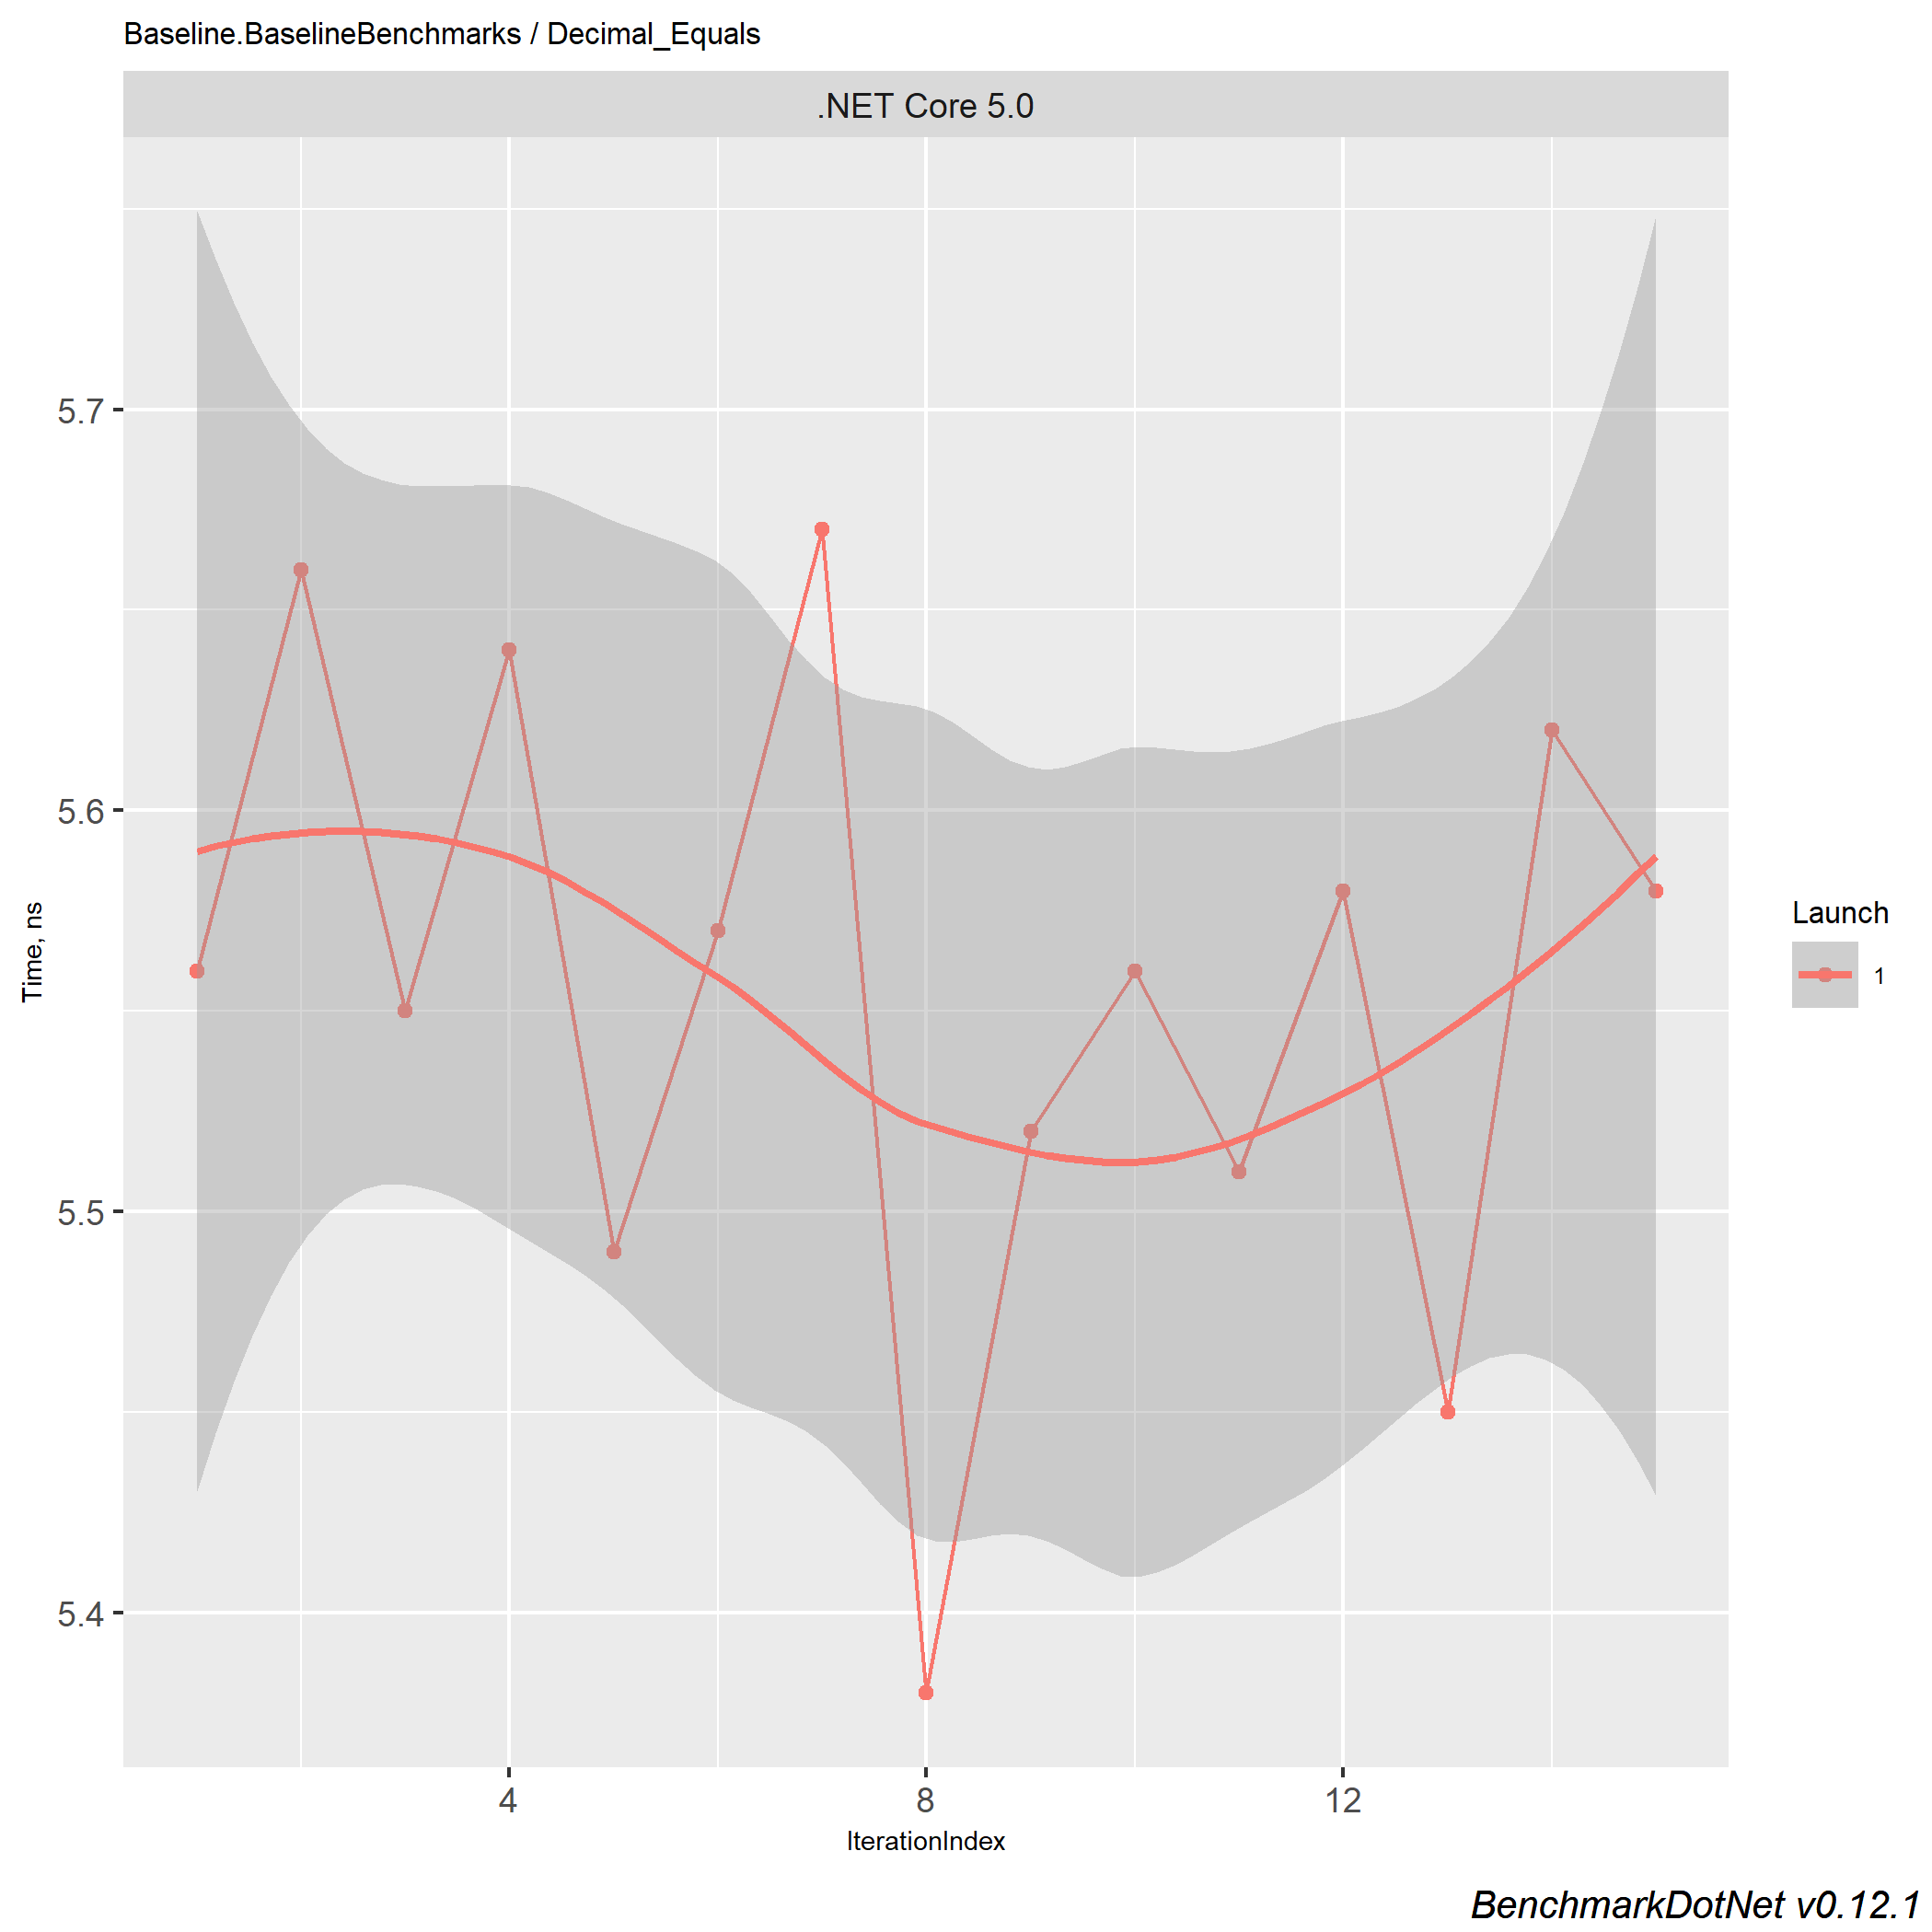 Baseline.BaselineBenchmarks / Decimal_Equals
.NET Core 5.0
5.7
5.6
5.5
5.4
Time, ns
4 8 12
IterationIndex
Launch
1
BenchmarkDotNet v0.12.1